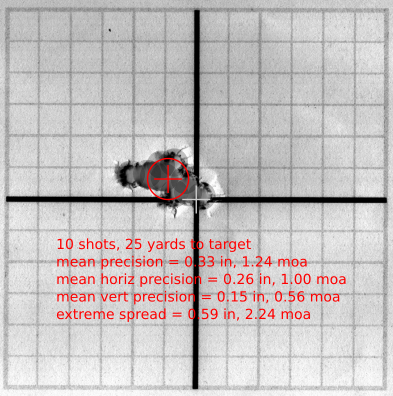 10 shots, 25 yards to target
mean precision = 0.33 in, 1.24 moa
mean horiz precision = 0.26 in, 1.00 moa
mean vert precision = 0.15 in, 0.56 moa
extreme spread = 0.59 in, 2.24 moa